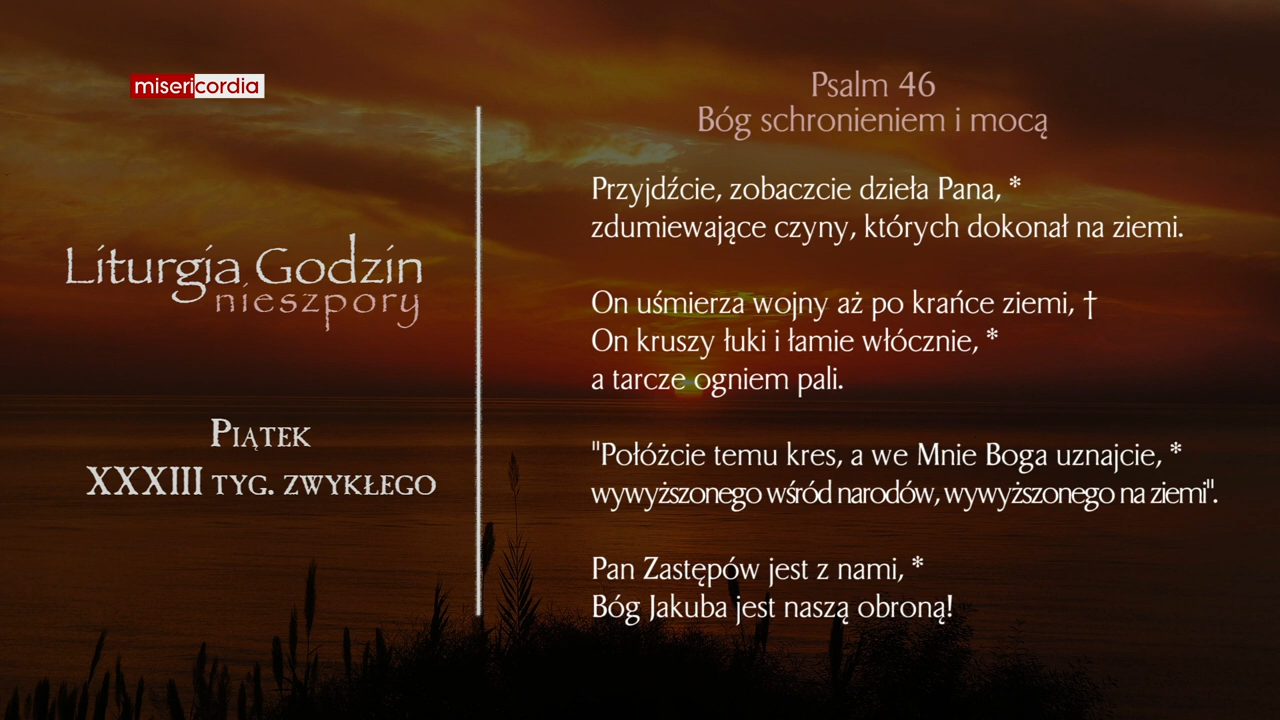 misericordia
Liturgia Godzin
nieszpory
Piątek
XXXIII tyg. zwykłego
Psalm 46
Bóg schronieniem i mocą
Przyjdźcie, zobaczcie dzieła Pana, *
zdumiewające czyny, których dokonał na ziemi.
On uśmierza wojny aż po krańce ziemi, †
On kruszy łuki i łamie włócznie, *
a tarcze ogniem pali.
"Połóżcie temu kres, a we Mnie Boga uznajcie, *
wywyższonego wśród narodów, wywyższonego na ziemi".
Pan Zastępów jest z nami, *
Bóg Jakuba jest naszą obroną!